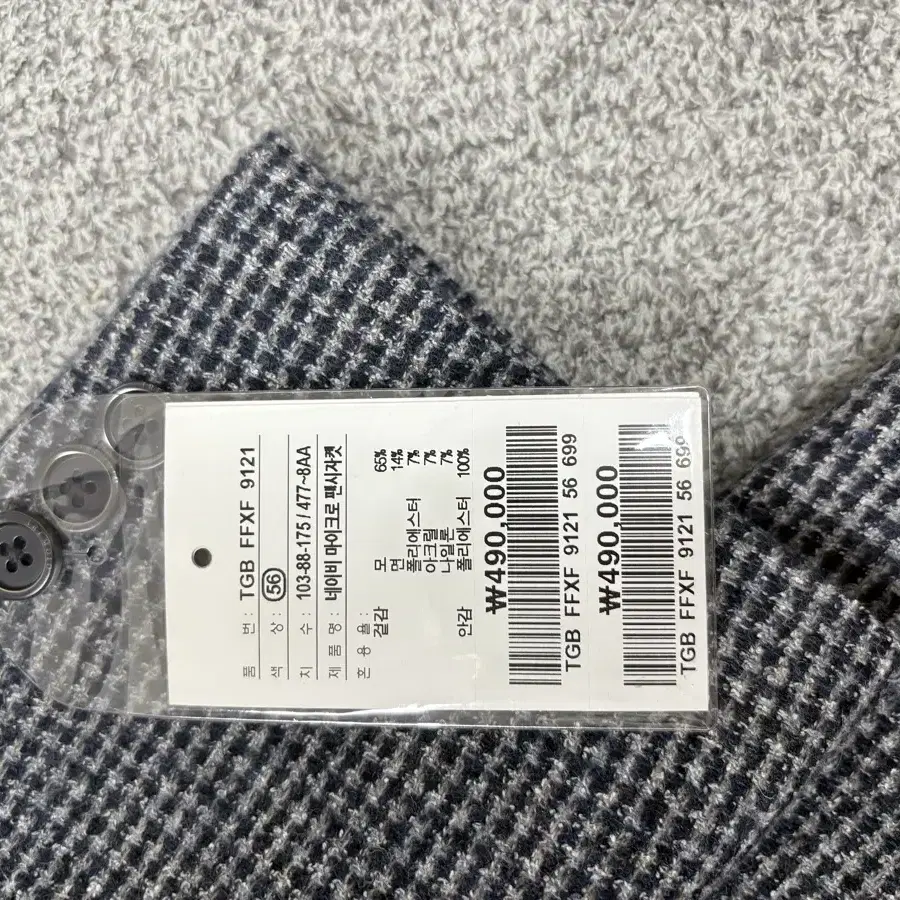 품 번 : TGB FFXF 9121
색 상 : 56
치 수 : 103-88-175 / 477~8AA
제 품 명 : 네이비 마이크로 팬시자켓
혼 용 율 :
겉감 모 65%
면 14%
폴리에스터 7%
아크릴 7%
나일론 7%
안감 폴리에스터 100%
₩490,000
TGB FFXF 9121 56 699
₩490,000
TGB FFXF 9121 56 699